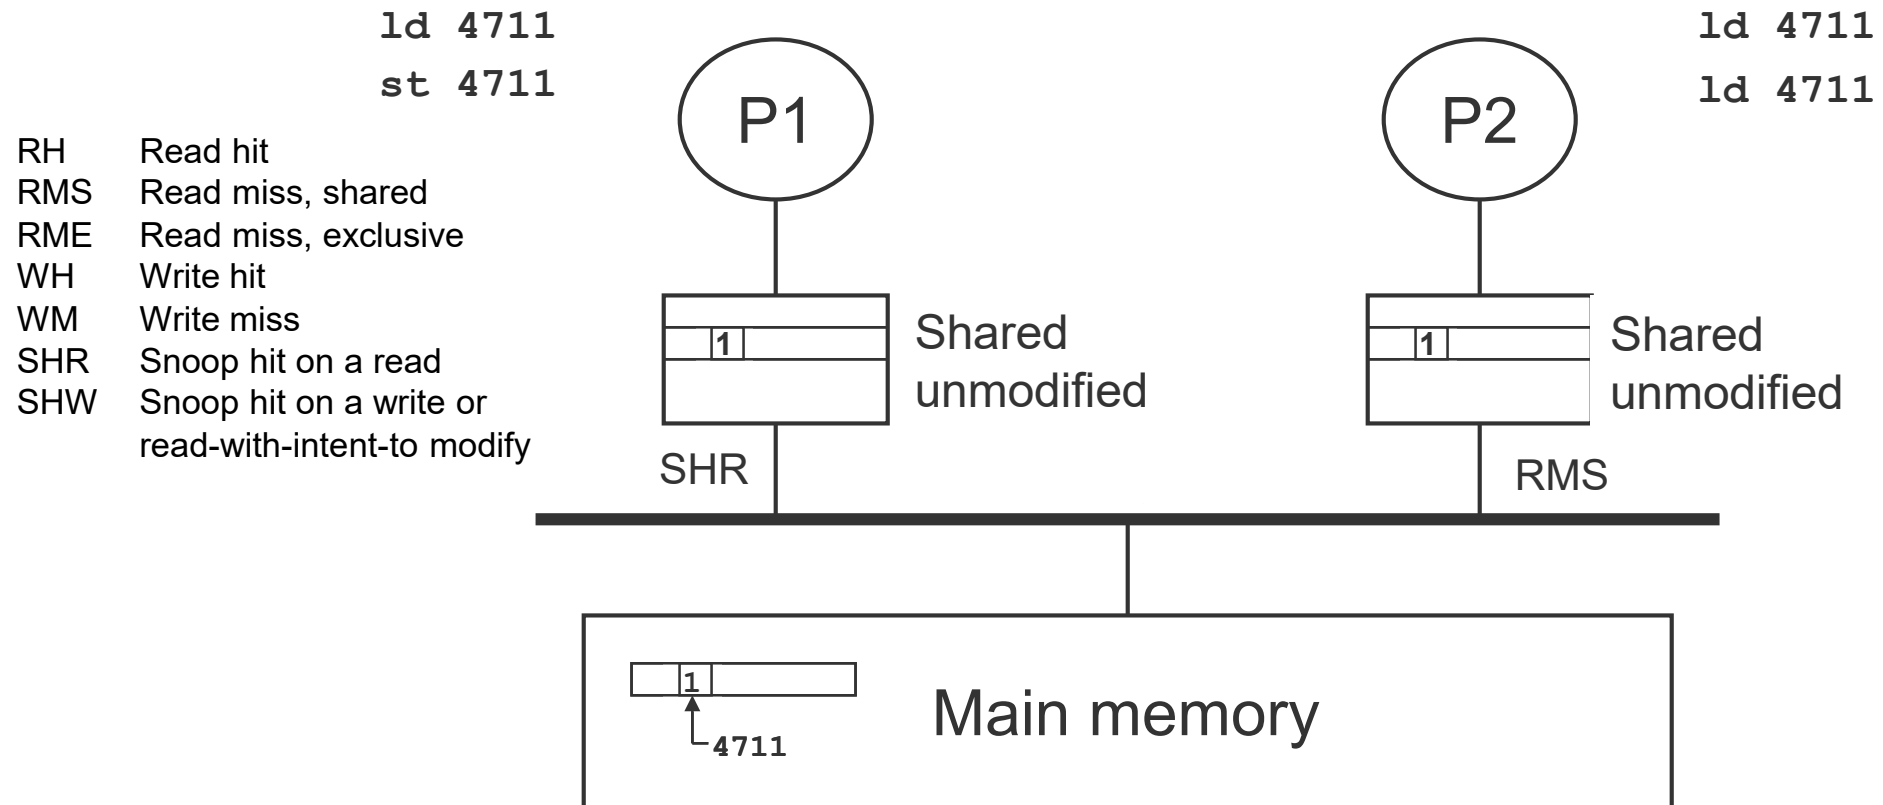 ld 4711
st 4711
ld 4711
ld 4711
P1
P2
RH Read hit
RMS Read miss, shared
RME Read miss, exclusive
WH Write hit
WM Write miss
SHR Snoop hit on a read
SHW Snoop hit on a write or
read-with-intent-to modify
1
Shared
unmodified
1
Shared
unmodified
SHR
RMS
1
4711
Main memory